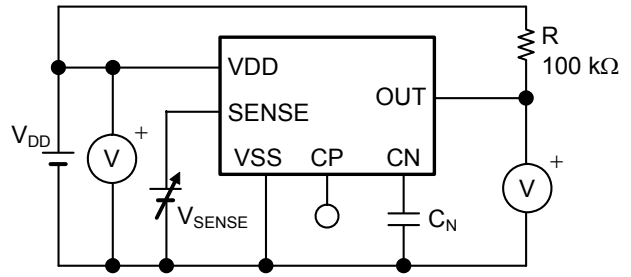 R
100 kΩ
VDD
SENSE
OUT
VSS CP CN
V_DD
V
+
V_SENSE
C_N
V
+